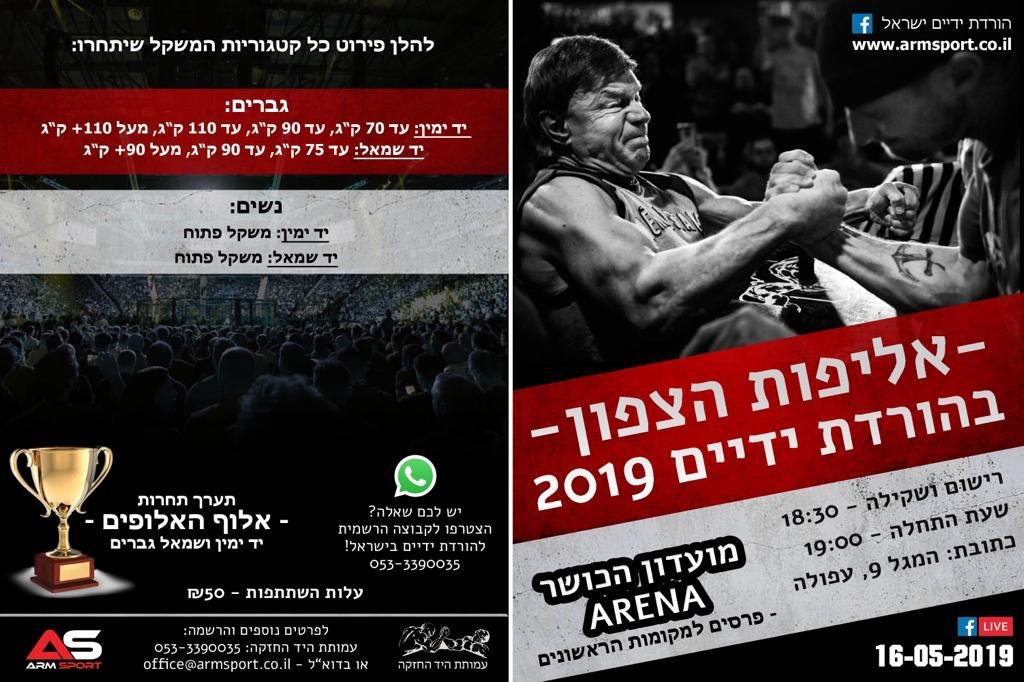 הורדת ידיים ישראל
www.armsport.co.il
- אליפות הצפון -
בהורדת ידיים 2019
רישום ושקילה - 18:30
שעת התחלה - 19:00
כתובת: המגל 9, עפולה
מועדון הכושר
ARENA
- פרסים למקומות הראשונים
LIVE
16-05-2019
להלן פירוט כל קטגוריות המשקל שיתחרו:
גברים:
יד ימין: עד 70 ק"ג, עד 90 ק"ג, עד 110 ק"ג, מעל 110+ ק"ג
יד שמאל: עד 75 ק"ג, עד 90 ק"ג, מעל 90+ ק"ג
נשים:
יד ימין: משקל פתוח
יד שמאל: משקל פתוח
יש לכם שאלה?
הצטרפו לקבוצה הרשמית
להורדת ידיים בישראל!
053-3390035
תערך תחרות
- אלוף האלופים -
יד ימין ושמאל גברים
עלות השתתפות - 50₪
עמותת היד החזקה
לפרטים נוספים והרשמה:
עמותת היד החזקה: 053-3390035
או בדוא"ל - office@armsport.co.il
AS
ARM SPORT